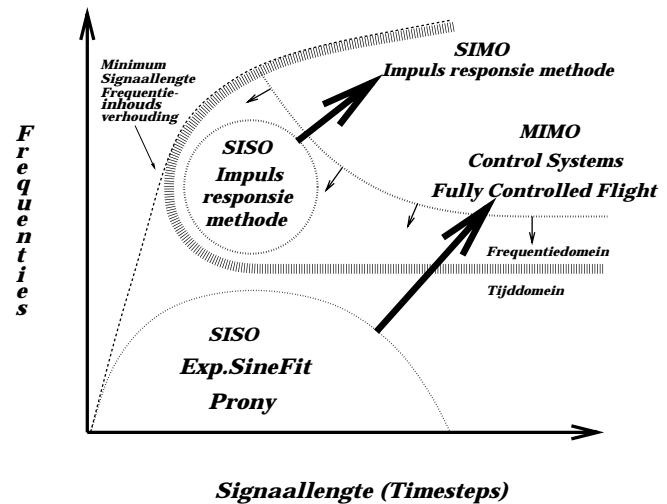 Minimum
Signaallengte
Frequentie-
inhouds
verhouding
SIMO
Impuls responsie methode
SISO
Impuls
responsie
methode
MIMO
Control Systems
Fully Controlled Flight
Frequentiedomein
Tijddomein
SISO
Exp.SineFit
Prony
Frequenties
Signaallengte (Timesteps)